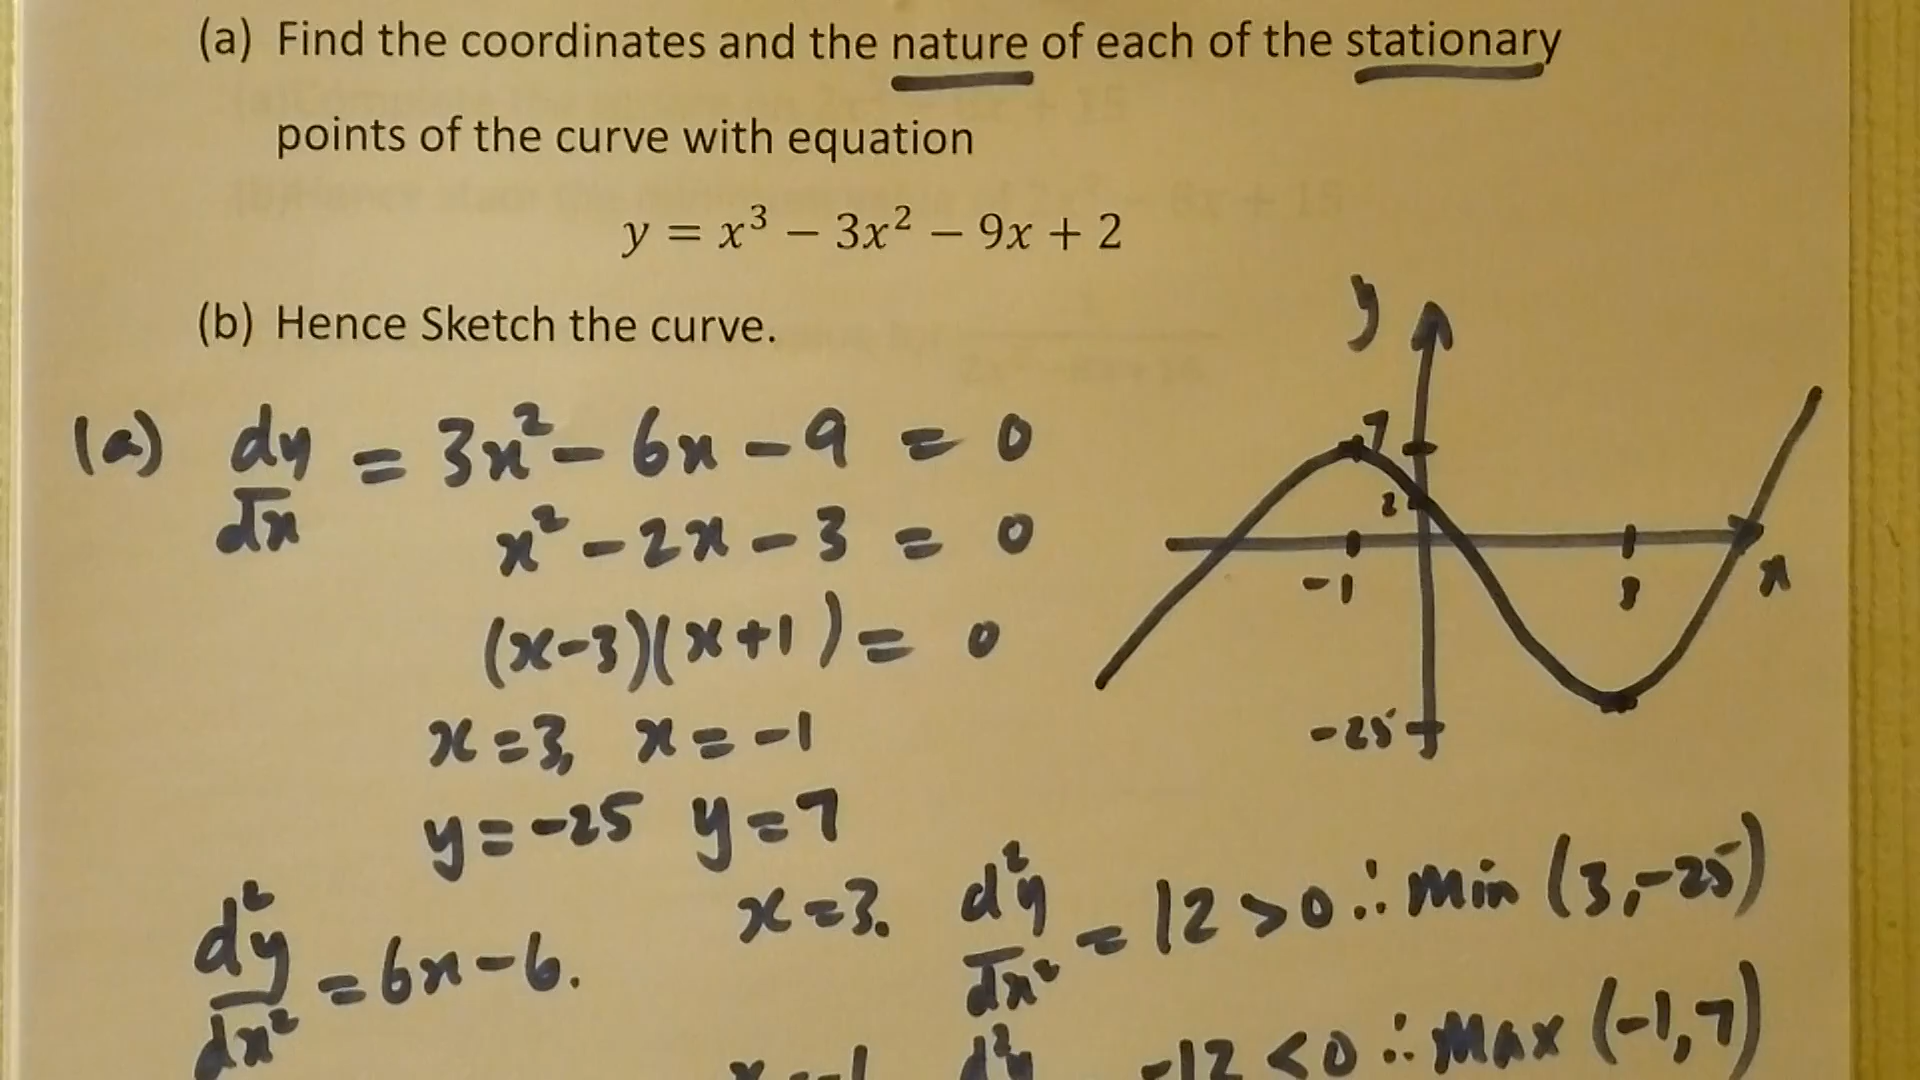 (a) Find the coordinates and the nature of each of the stationary
points of the curve with equation
y = x³ − 3x² − 9x + 2
(b) Hence Sketch the curve.
y
7
2
-1
3
x
-25
(a) dy/dx = 3x² - 6x - 9 = 0
x² - 2x - 3 = 0
(x-3)(x+1) = 0
x = 3, x = -1
y = -25 y = 7
d²y/dx² = 6x - 6.
x = 3. d²y/dx² = 12 > 0 ∴ min (3, -25)
x = -1 d²y -12 < 0 ∴ Max (-1, 7)